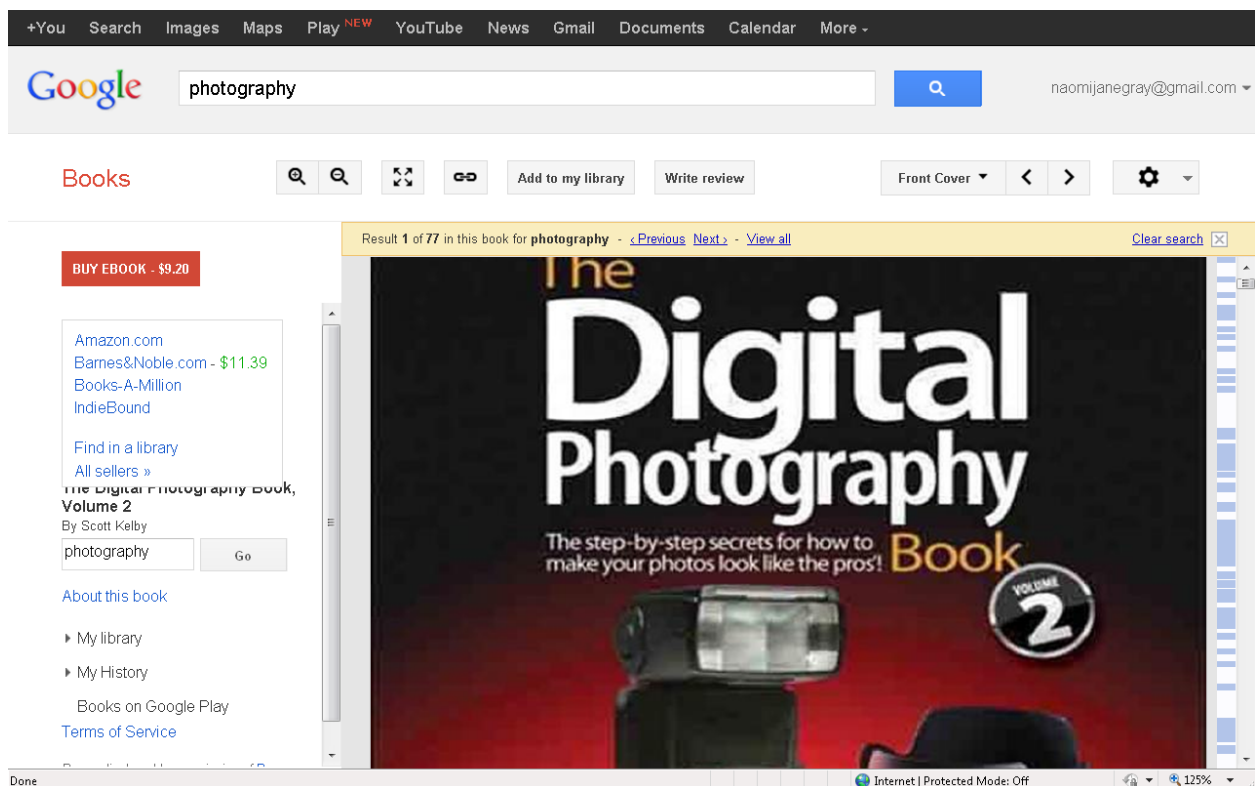 +You Search Images Maps Play NEW YouTube News Gmail Documents Calendar More
Google photography naomijanegray@gmail.com
Books Add to my library Write review Front Cover
Result 1 of 77 in this book for photography - ‹ Previous Next › - View all Clear search
BUY EBOOK - $9.20
Amazon.com
Barnes&Noble.com - $11.39
Books-A-Million
IndieBound
Find in a library
All sellers »
The Digital Photography Book,
Volume 2
By Scott Kelby
photography Go
About this book
My library
My History
Books on Google Play
Terms of Service
The
Digital
Photography
The step-by-step secrets for how to
make your photos look like the pros'!
Book
VOLUME
2
Done Internet | Protected Mode: Off 125%